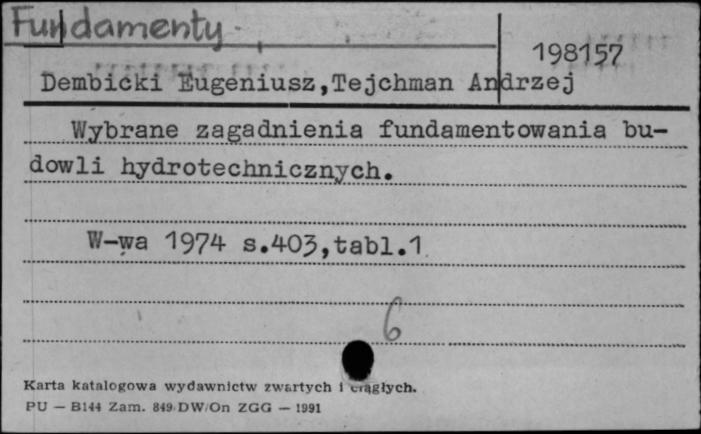 Fundamenty
198157
Dembicki Eugeniusz,Tejchman Andrzej
Wybrane zagadnienia fundamentowania bu-
dowli hydrotechnicznych.
W-wa 1974 s.403,tabl.1
6
Karta katalogowa wydawnictw zwartych i ciągłych.
PU — B144 Zam. 849/DW/On ZGG — 1991